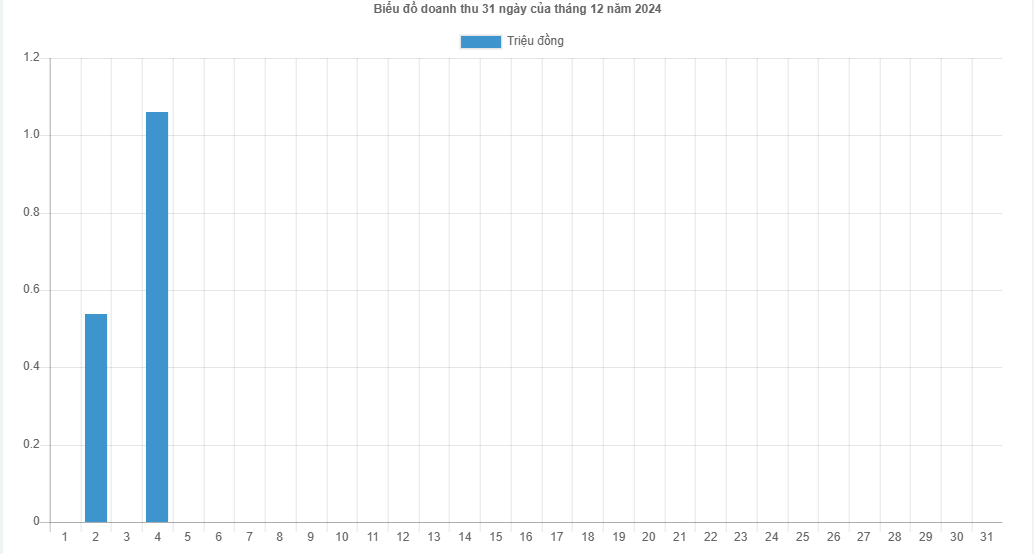 Biểu đồ doanh thu 31 ngày của tháng 12 năm 2024
Triệu đồng
1.2
1.0
0.8
0.6
0.4
0.2
0
1 2 3 4 5 6 7 8 9 10 11 12 13 14 15 16 17 18 19 20 21 22 23 24 25 26 27 28 29 30 31